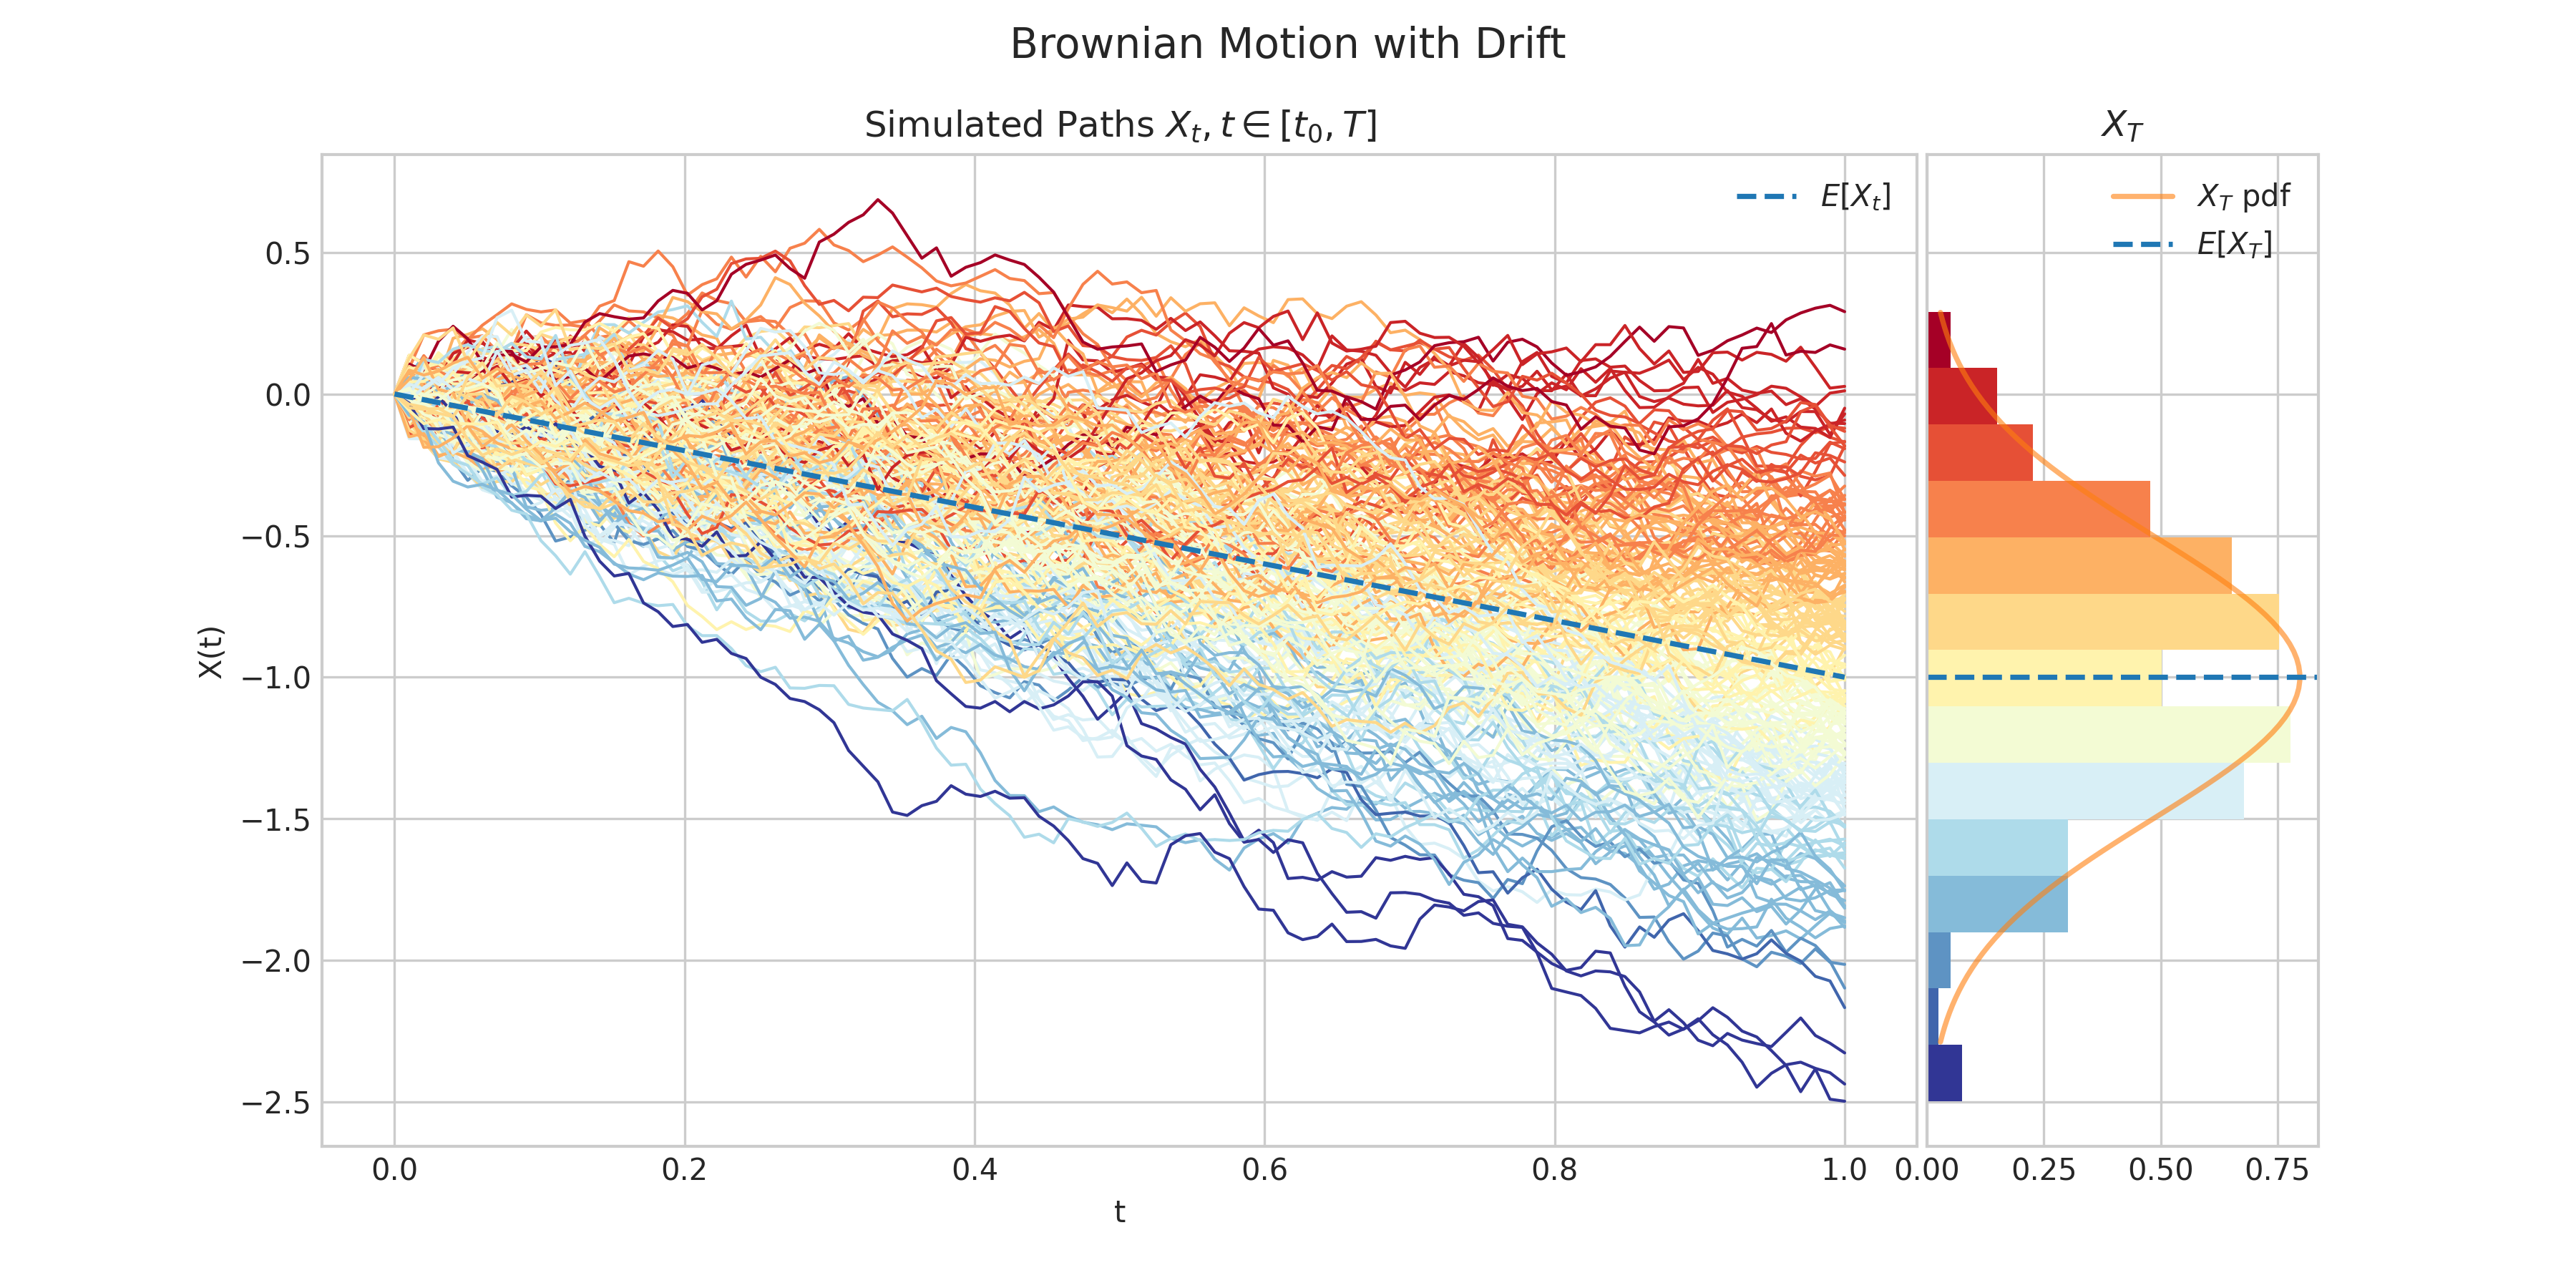 Brownian Motion with Drift
Simulated Paths $X_t, t \in [t_0, T]$
$X_T$
$E[X_t]$
$X_T$ pdf
$E[X_T]$
X(t)
0.5
0.0
−0.5
−1.0
−1.5
−2.0
−2.5
0.0 0.2 0.4 0.6 0.8 1.0
0.00 0.25 0.50 0.75
t